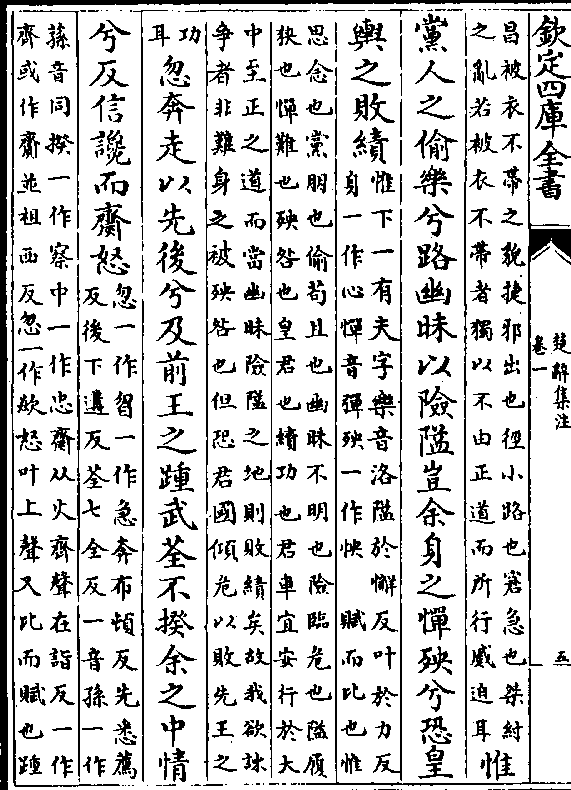 欽定四庫全書
楚辭集注
卷一
五
昌被衣不帶之貌捷邪出也徑小路也窘急也桀紂
之亂若被衣不帶者獨以不由正道而所行蹙迫耳
惟
黨人之偷樂兮路幽昧以險隘豈余身之憚殃兮恐皇
輿之敗績
惟下一有夫字樂音洛隘於懈反叶於力反
身一作心憚音彈殃一作怏　賦而比也惟
思念也黨朋也偷苟且也幽昧不明也險臨危也隘履
狹也憚難也殃咎也皇君也績功也君車宜安行於大
中至正之道而當幽昧險隘之地則敗績矣故我欲諫
爭者非難身之被殃咎也但恐君國傾危以敗先王之
功
耳
忽奔走以先後兮及前王之踵武荃不揆余之中情
兮反信讒而齌怒
忽一作曶一作急奔布頓反先悉薦
反後下遘反荃七全反一音孫一作
蓀音同揆一作察中一作忠齌从火齊聲在詣反一作
齊或作齎並祖西反忽一作欻怒叶上聲又比而賦也踵